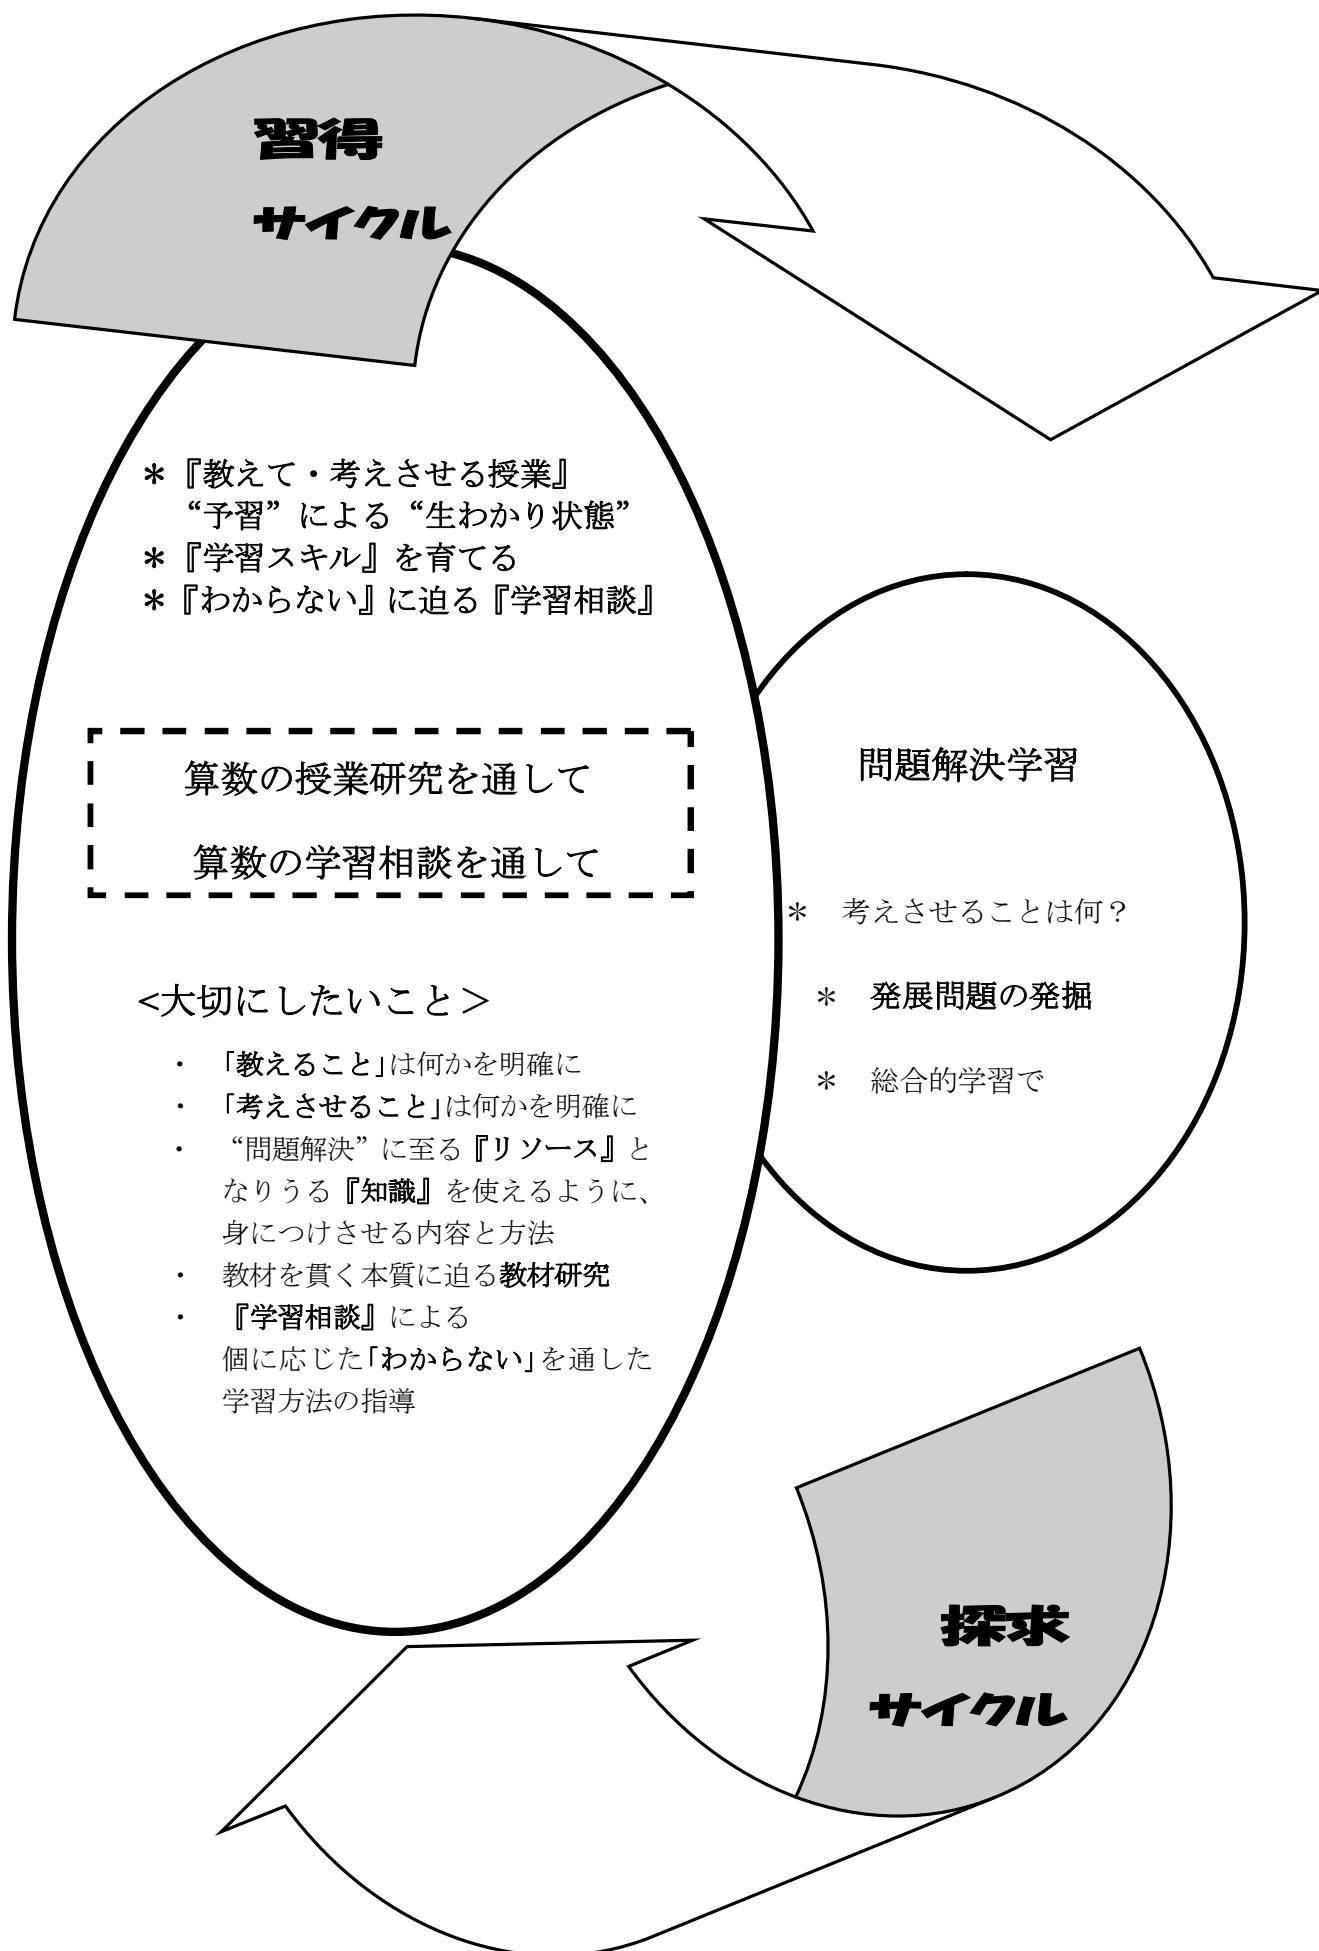 習得
サイクル
＊『教えて・考えさせる授業』
“予習”による“生わかり状態”
＊『学習スキル』を育てる
＊『わからない』に迫る『学習相談』
算数の授業研究を通して
算数の学習相談を通して
<大切にしたいこと＞
・ 「教えること」は何かを明確に
・ 「考えさせること」は何かを明確に
・ “問題解決”に至る『リソース』と
なりうる『知識』を使えるように、
身につけさせる内容と方法
・ 教材を貫く本質に迫る教材研究
・ 『学習相談』による
個に応じた「わからない」を通した
学習方法の指導
問題解決学習
＊ 考えさせることは何？
＊ 発展問題の発掘
＊ 総合的学習で
探求
サイクル